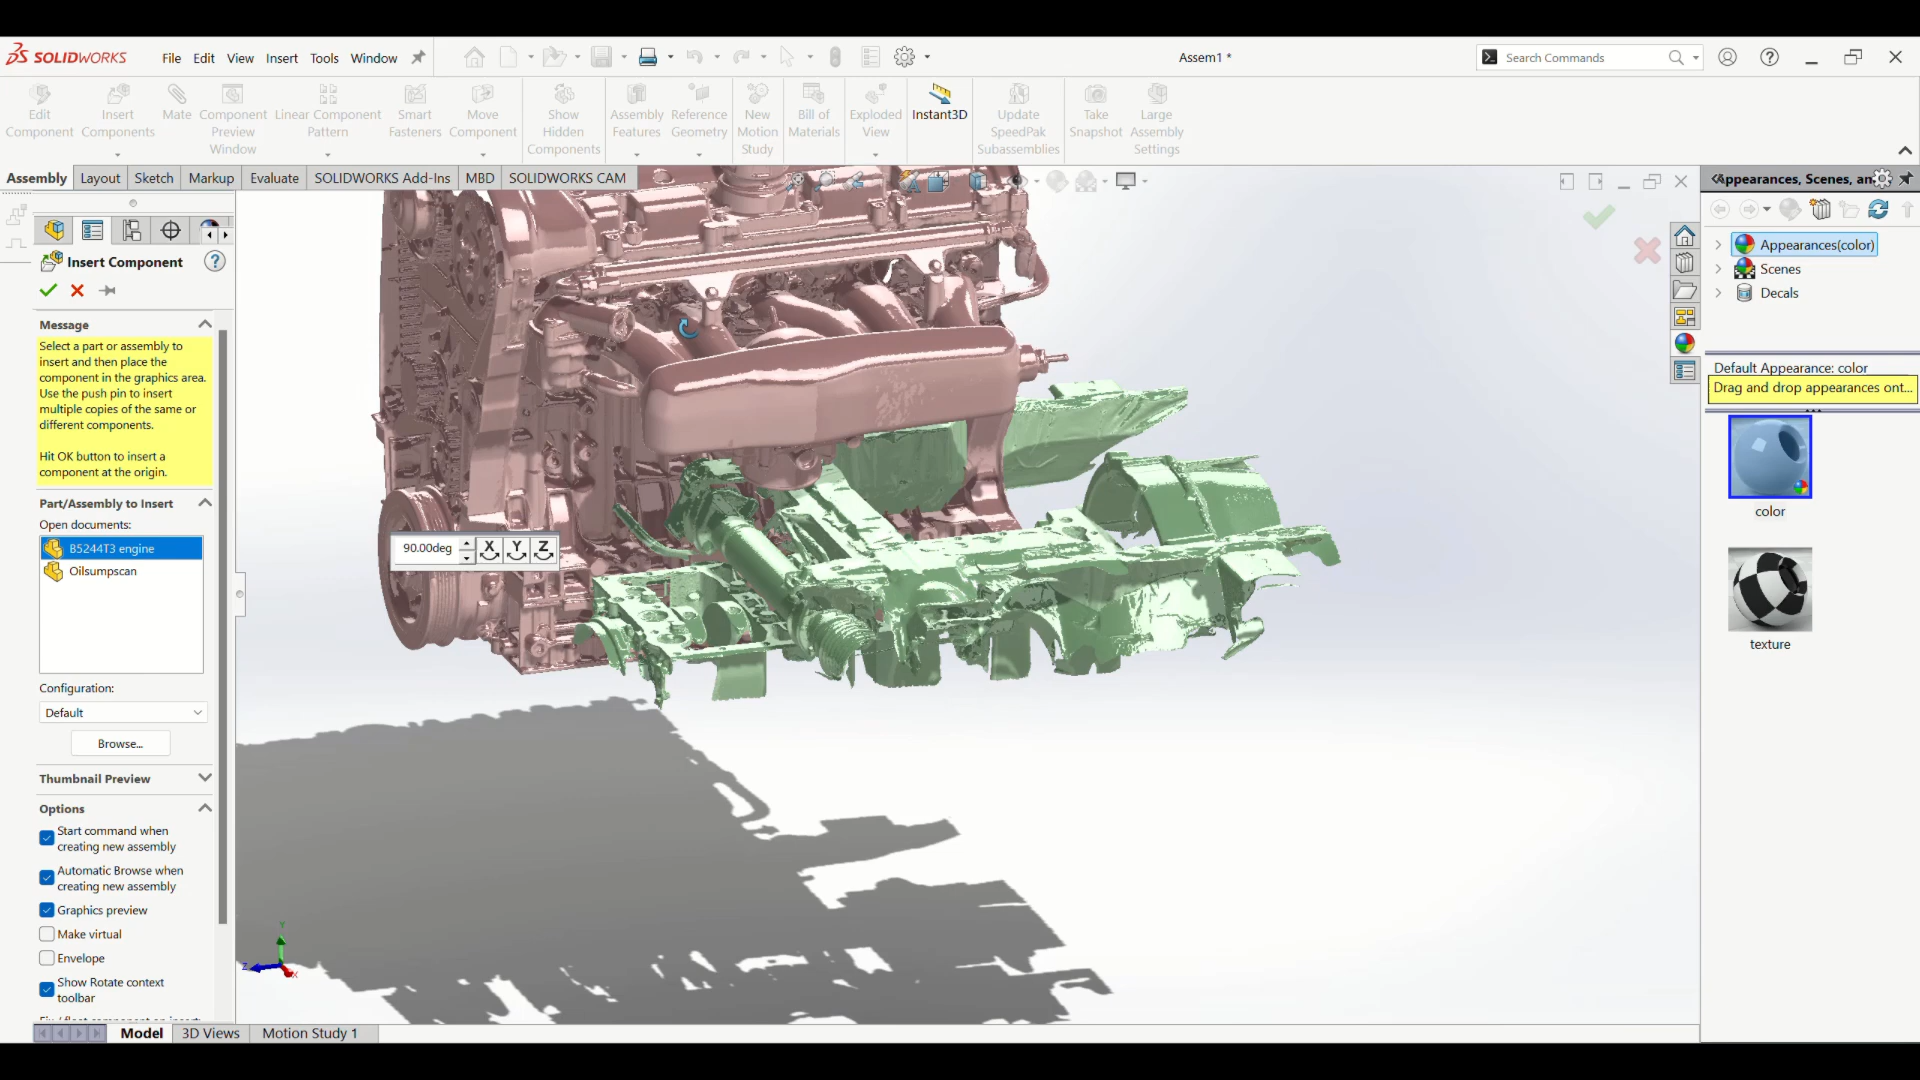 SOLIDWORKS
File Edit View Insert Tools Window
Assem1 *
Search Commands
Edit Component
Insert Components
Mate
Component Preview Window
Linear Component Pattern
Smart Fasteners
Move Component
Show Hidden Components
Assembly Features
Reference Geometry
New Motion Study
Bill of Materials
Exploded View
Instant3D
Update SpeedPak Subassemblies
Take Snapshot
Large Assembly Settings
Assembly Layout Sketch Markup Evaluate SOLIDWORKS Add-Ins MBD SOLIDWORKS CAM
Insert Component
Message
Select a part or assembly to
insert and then place the
component in the graphics area.
Use the push pin to insert
multiple copies of the same or
different components.
Hit OK button to insert a
component at the origin.
Part/Assembly to Insert
Open documents:
B5244T3 engine
Oilsumpscan
Configuration:
Default
Browse...
Thumbnail Preview
Options
Start command when
creating new assembly
Automatic Browse when
creating new assembly
Graphics preview
Make virtual
Envelope
Show Rotate context
toolbar
90.00deg X Y Z
Y
Z
X
Model 3D Views Motion Study 1
Appearances, Scenes, an
Appearances(color)
Scenes
Decals
Default Appearance: color
Drag and drop appearances ont...
color
texture